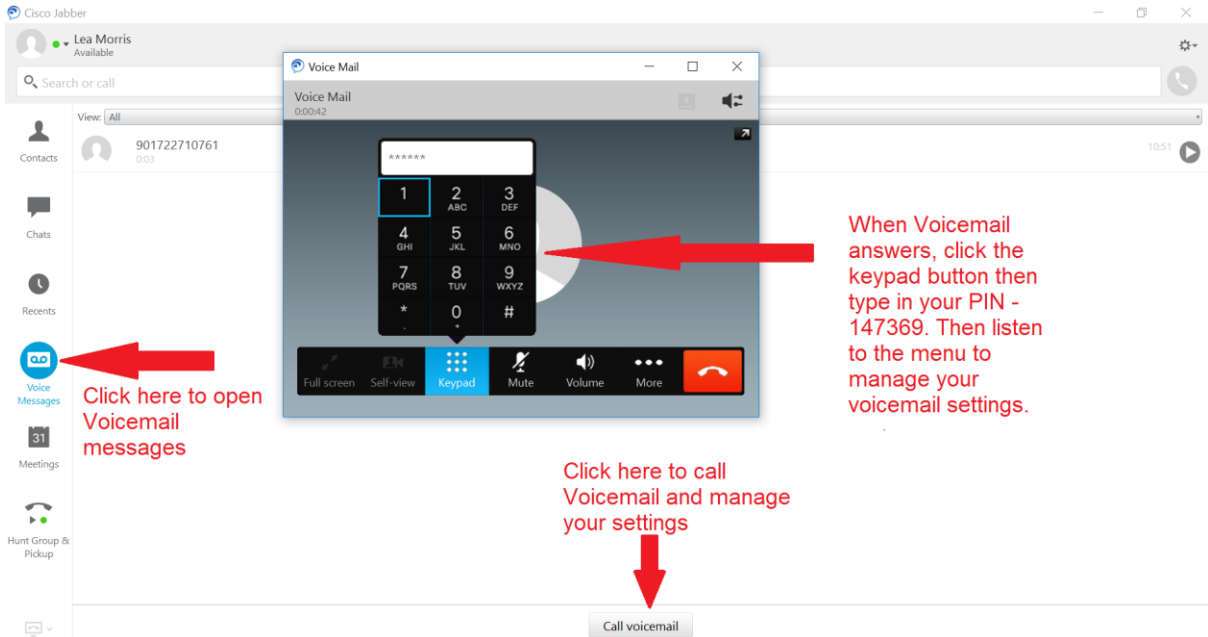 Cisco Jabber
Lea Morris
Available
Search or call
View: All
Contacts
901722710761
0:03
10:51
Chats
Recents
Voice
Messages
31
Meetings
Hunt Group &
Pickup
Voice Mail
Voice Mail
0:00:42
******
1
2
ABC
3
DEF
4
GHI
5
JKL
6
MNO
7
PQRS
8
TUV
9
WXYZ
*
0
+
#
Full screen
Self-view
Keypad
Mute
Volume
More
Click here to open
Voicemail
messages
When Voicemail
answers, click the
keypad button then
type in your PIN -
147369. Then listen
to the menu to
manage your
voicemail settings.
Click here to call
Voicemail and manage
your settings
Call voicemail